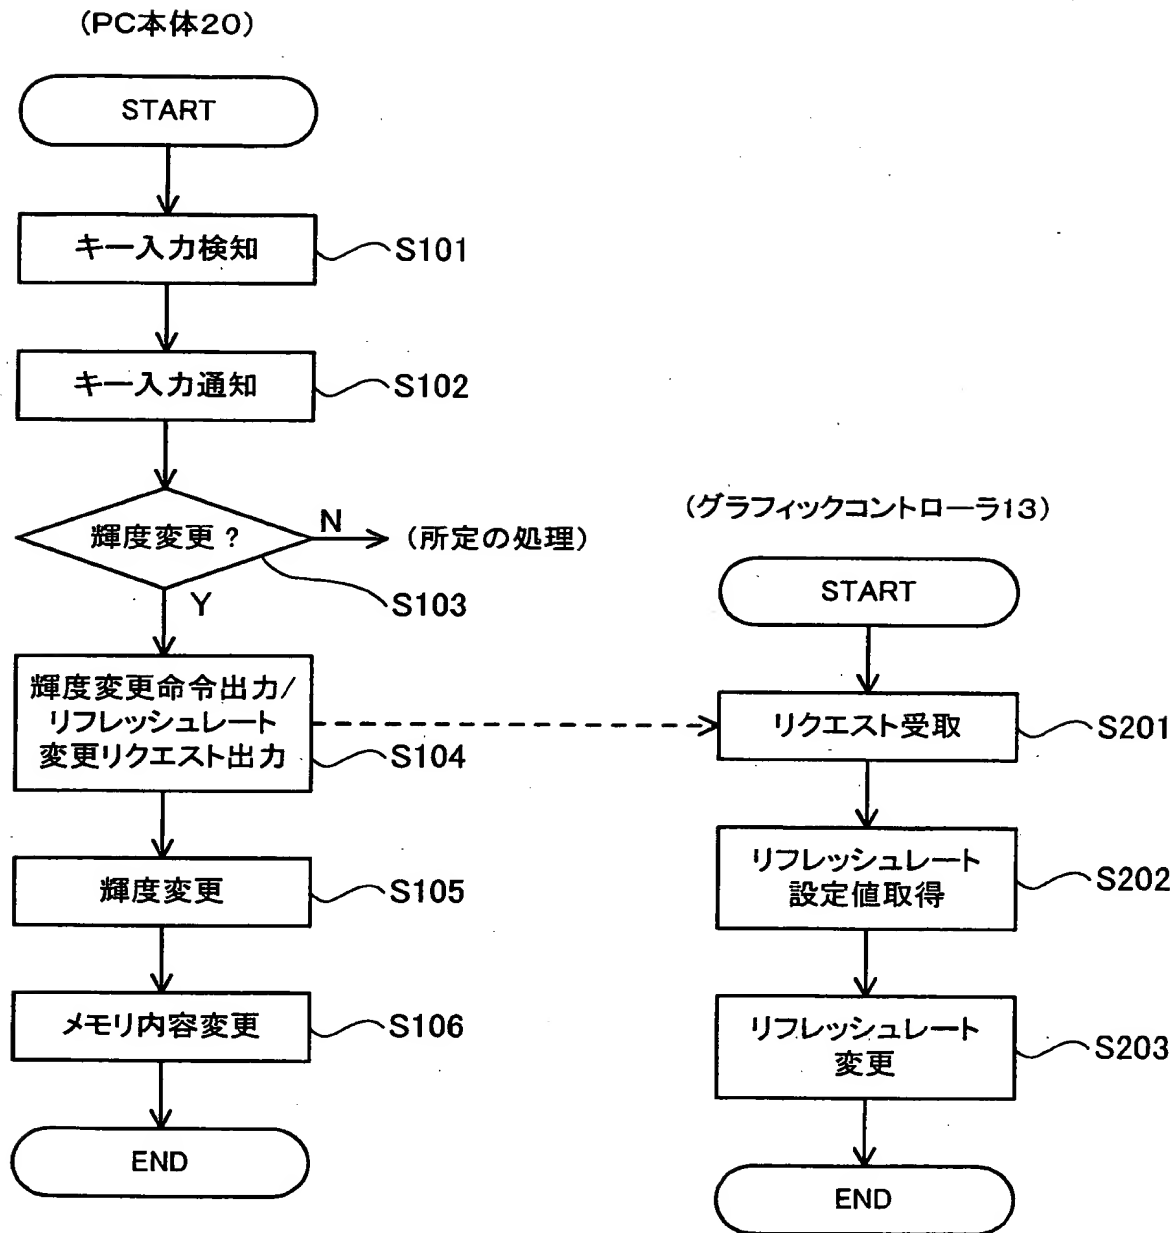 (PC本体20)
START
キー入力検知
S101
キー入力通知
S102
輝度変更?
N
(所定の処理)
S103
Y
輝度変更命令出力/
リフレッシュレート
変更リクエスト出力
S104
輝度変更
S105
メモリ内容変更
S106
END
(グラフィックコントローラ13)
START
リクエスト受取
S201
リフレッシュレート
設定値取得
S202
リフレッシュレート
変更
S203
END